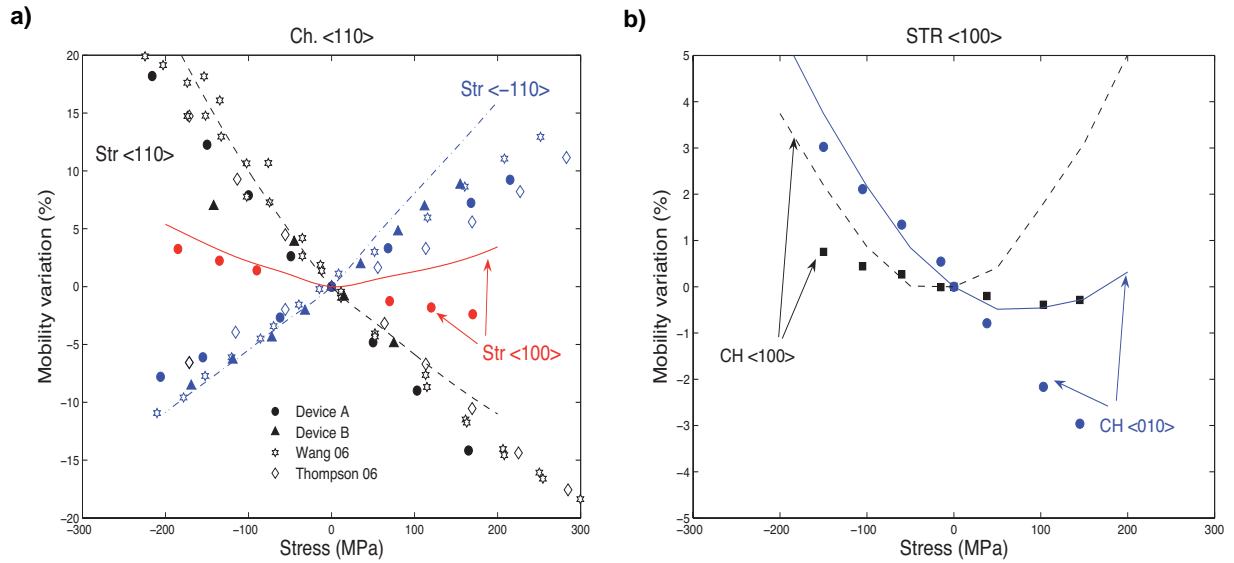 a)
Ch. <110>
20
15
10
5
0
−5
−10
−15
−20
−300
−200
−100
0
100
200
300
Mobility variation (%)
Stress (MPa)
Str <110>
Str <−110>
Str <100>
Device A
Device B
Wang 06
Thompson 06
b)
STR <100>
5
4
3
2
1
0
−1
−2
−3
−4
−5
−300
−200
−100
0
100
200
300
Mobility variation (%)
Stress (MPa)
CH <100>
CH <010>